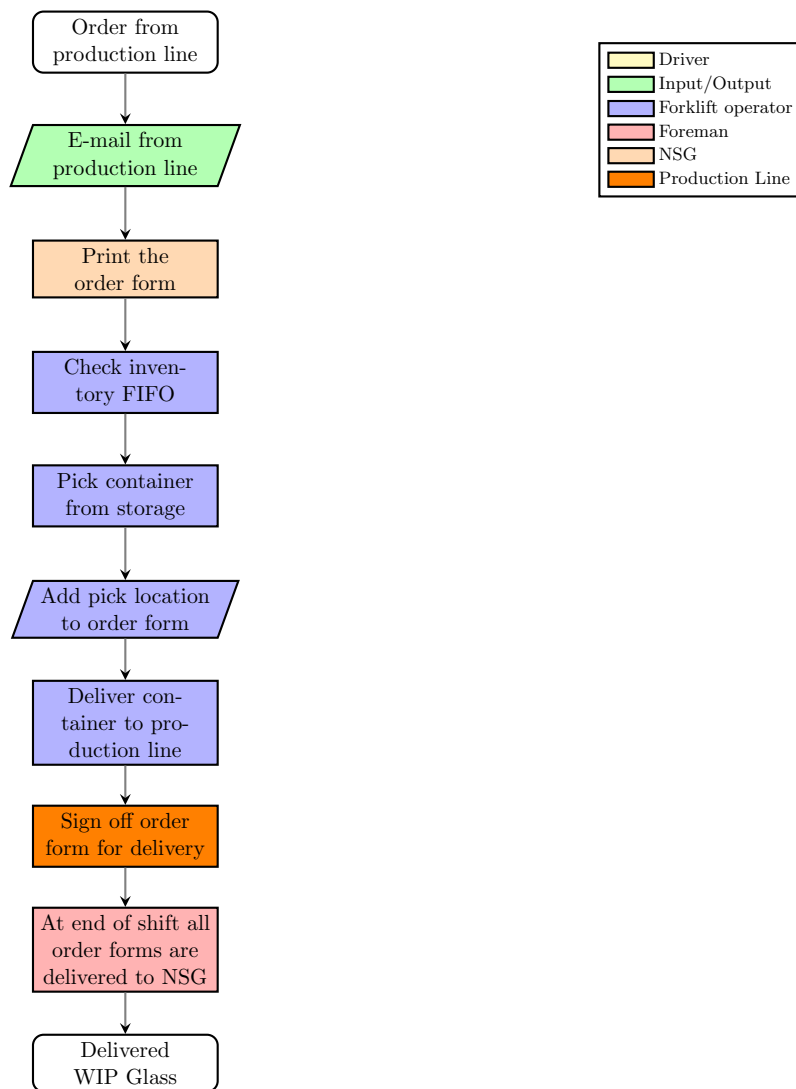 Order from
production line
E-mail from
production line
Print the
order form
Check inven-
tory FIFO
Pick container
from storage
Add pick location
to order form
Deliver con-
tainer to pro-
duction line
Sign off order
form for delivery
At end of shift all
order forms are
delivered to NSG
Delivered
WIP Glass
Driver
Input/Output
Forklift operator
Foreman
NSG
Production Line